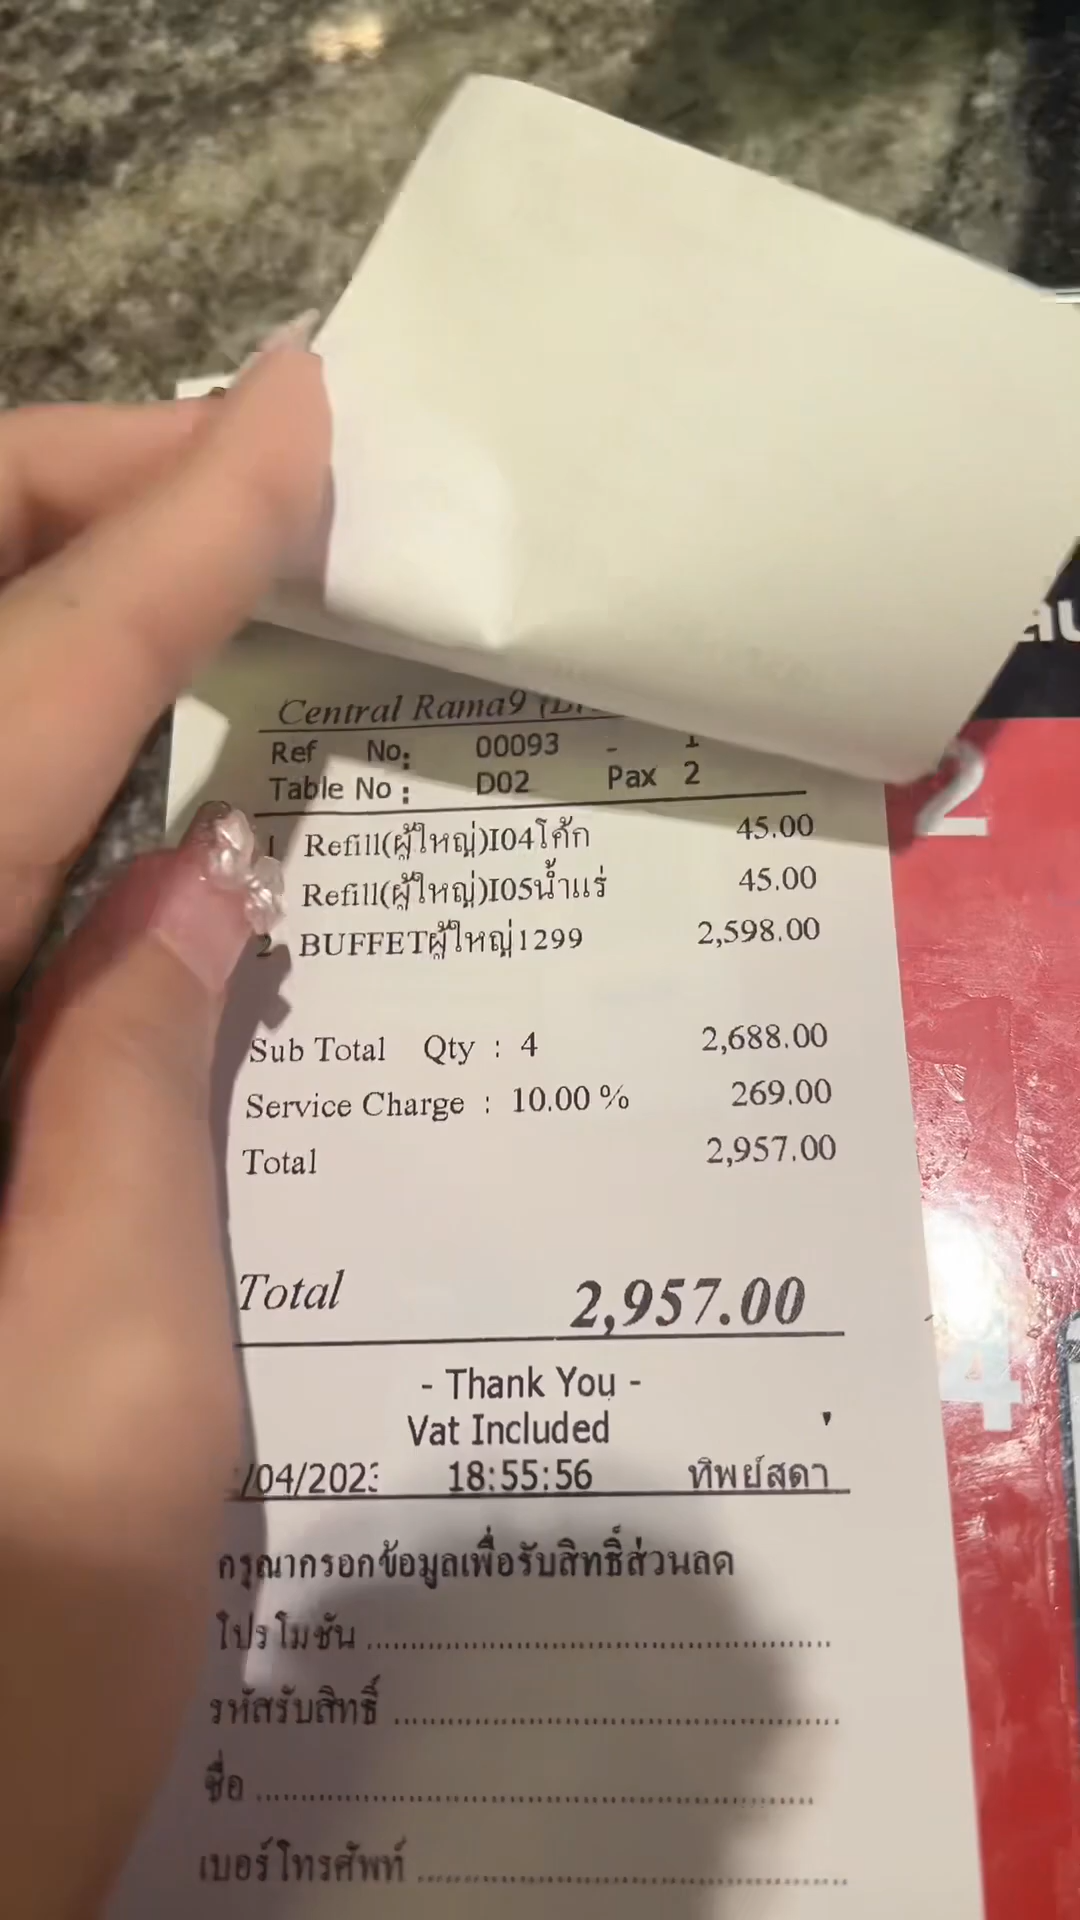 Central Rama9
Ref No: 00093 - 1
Table No : D02 Pax 2
1 Refill(ผู้ใหญ่)I04โค้ก 45.00
Refill(ผู้ใหญ่)I05น้ำแร่ 45.00
2 BUFFETผู้ใหญ่1299 2,598.00
Sub Total Qty : 4 2,688.00
Service Charge : 10.00 % 269.00
Total 2,957.00
Total 2,957.00
- Thank You -
Vat Included
/04/2023 18:55:56 ทิพย์สุดา
กรุณากรอกข้อมูลเพื่อรับสิทธิ์ส่วนลด
โปรโมชัน
รหัสรับสิทธิ์
ชื่อ
เบอร์โทรศัพท์
2
4